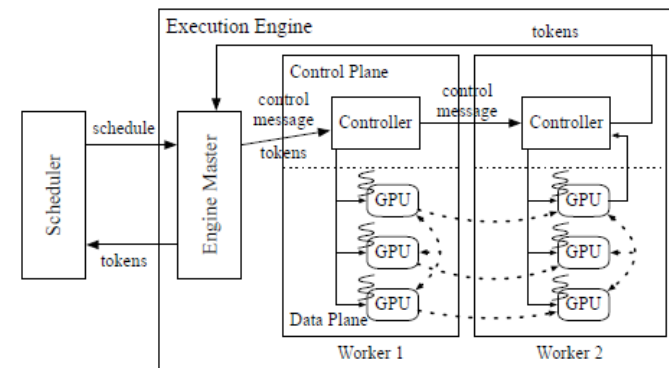 Execution Engine
tokens
Control Plane
control
message
tokens
Controller
control
message
Controller
schedule
Scheduler
Engine Master
tokens
GPU
GPU
GPU
GPU
GPU
GPU
Data Plane
Worker 1
Worker 2